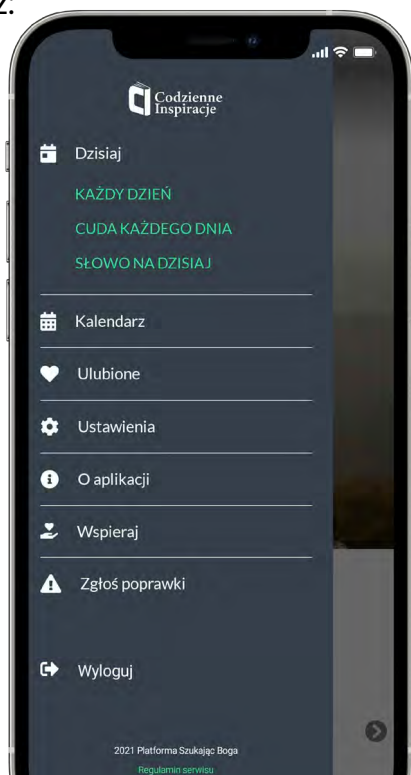 z:
Codzienne
Inspiracje
Dzisiaj
KAŻDY DZIEŃ
CUDA KAŻDEGO DNIA
SŁOWO NA DZISIAJ
Kalendarz
Ulubione
Ustawienia
O aplikacji
Wspieraj
Zgłoś poprawki
Wyloguj
2021 Platforma Szukając Boga
Regulamin serwisu